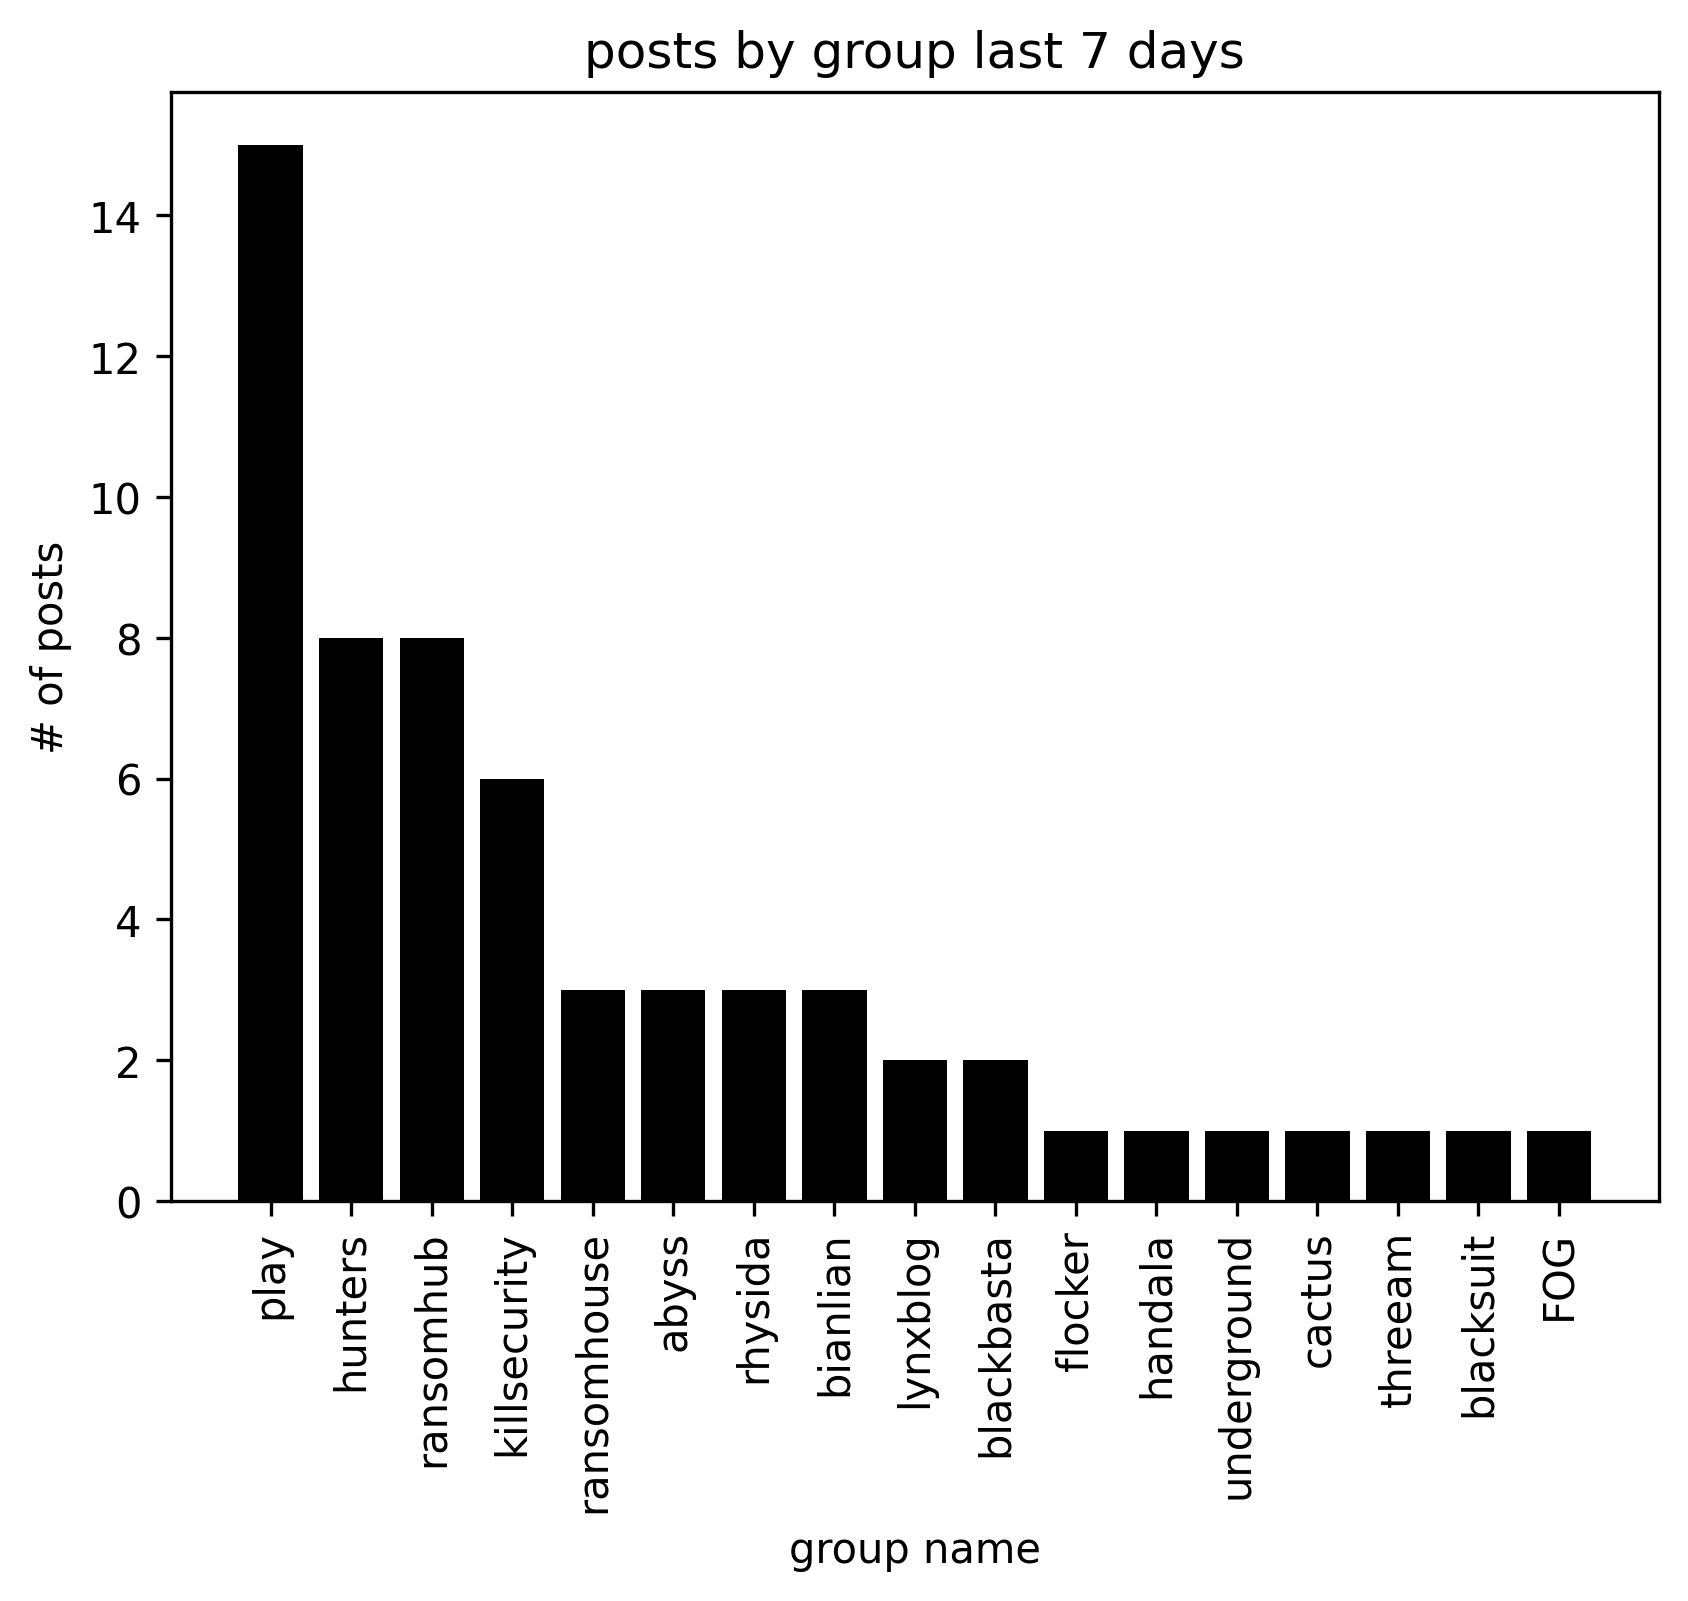 posts by group last 7 days
# of posts
14
12
10
8
6
4
2
0
play
hunters
ransomhub
killsecurity
ransomhouse
abyss
rhysida
bianlian
lynxblog
blackbasta
flocker
handala
underground
cactus
threeam
blacksuit
FOG
group name